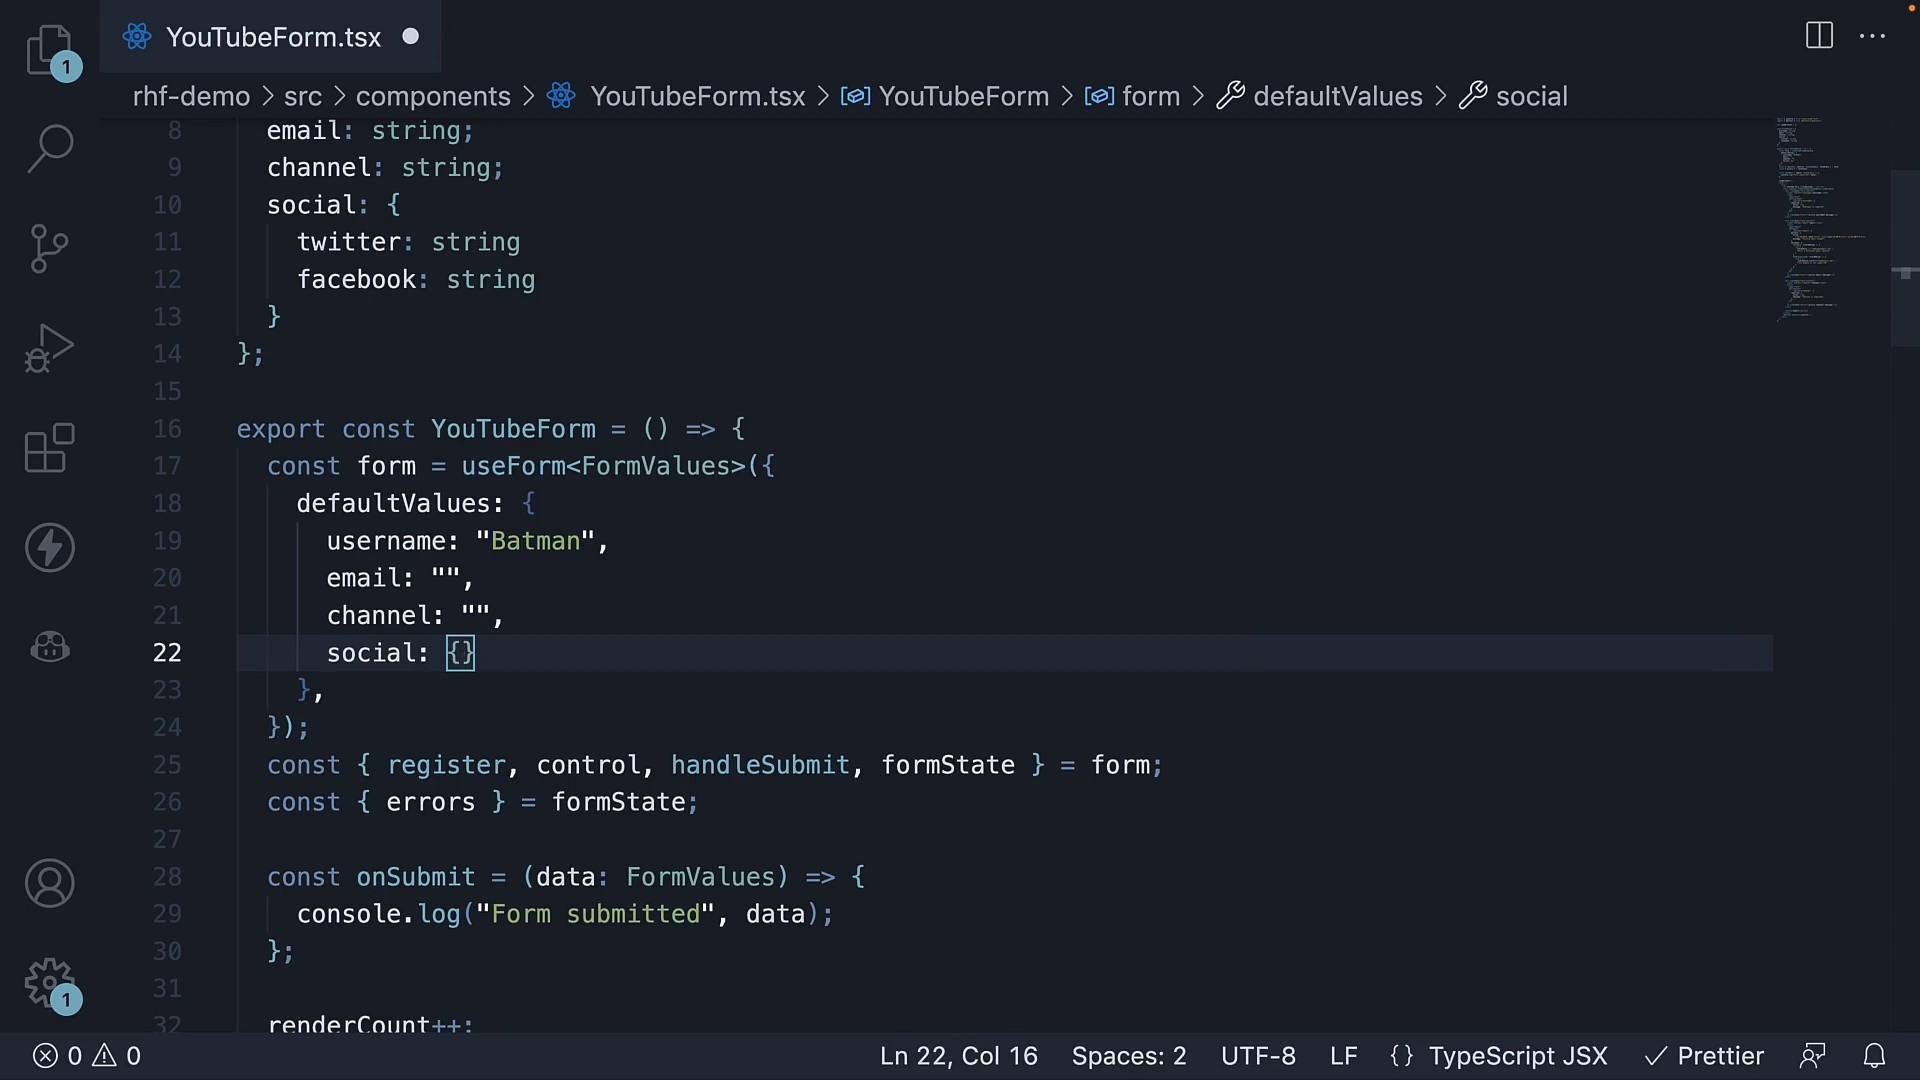 1
YouTubeForm.tsx
rhf-demo > src > components > YouTubeForm.tsx > YouTubeForm > form > defaultValues > social
8 email: string;
9 channel: string;
10 social: {
11 twitter: string
12 facebook: string
13 }
14 };
15
16 export const YouTubeForm = () => {
17 const form = useForm<FormValues>({
18 defaultValues: {
19 username: "Batman",
20 email: "",
21 channel: "",
22 social: {}
23 },
24 });
25 const { register, control, handleSubmit, formState } = form;
26 const { errors } = formState;
27
28 const onSubmit = (data: FormValues) => {
29 console.log("Form submitted", data);
30 };
31
32 renderCount++;
1
0 0 Ln 22, Col 16 Spaces: 2 UTF-8 LF {} TypeScript JSX Prettier